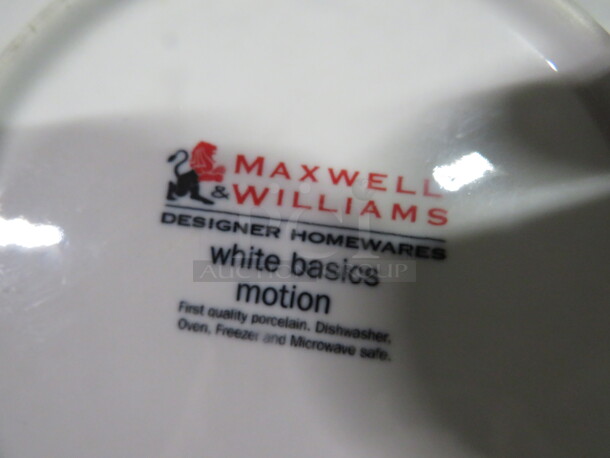 MAXWELL
& WILLIAMS
DESIGNER HOMEWARES
white basics
motion
First quality porcelain. Dishwasher,
Oven. Freezer and Microwave safe.